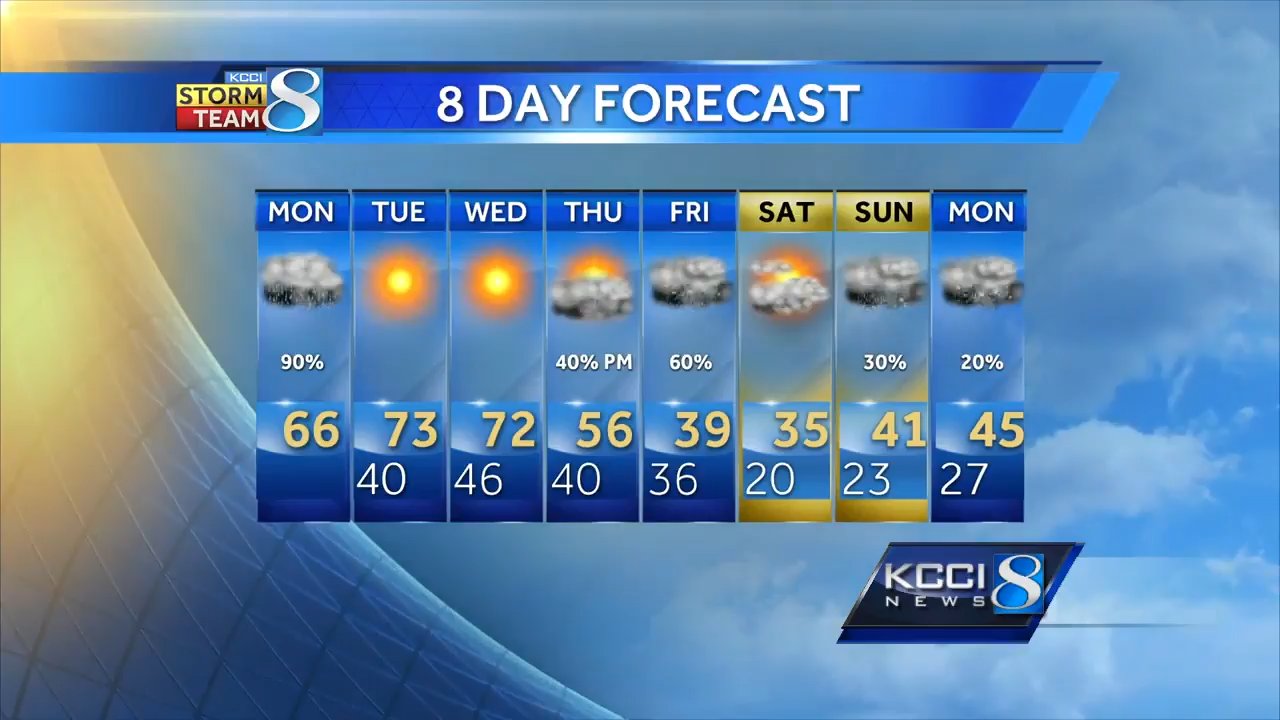 KCCI
STORM
TEAM
8
8 DAY FORECAST
MON TUE WED THU FRI SAT SUN MON
90% 40% PM 60% 30% 20%
66 73 72 56 39 35 41 45
40 46 40 36 20 23 27
KCCI 8
NEWS